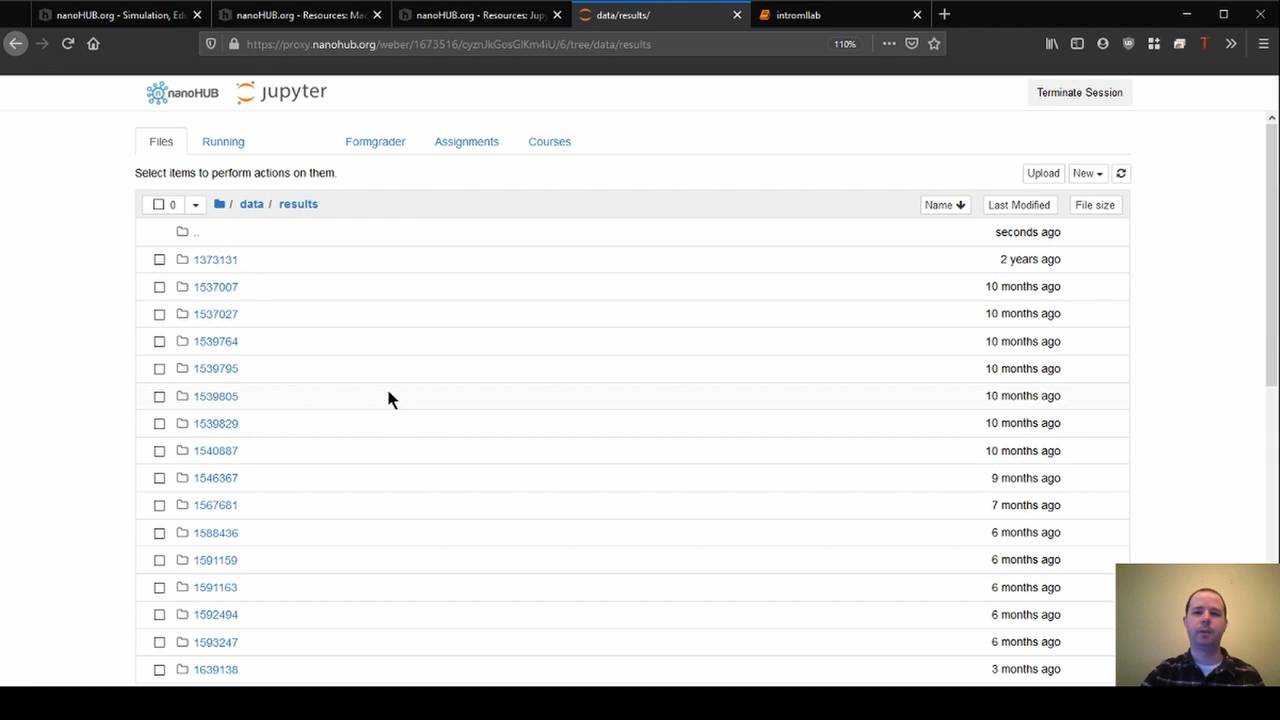 nanoHUB.org - Simulation, Edu
nanoHUB.org - Resources: Mac
nanoHUB.org - Resources: Jupy
data/results/
intromllab
https://proxy.nanohub.org/weber/1673516/cyznJkGosGlKm4iU/6/tree/data/results
110%
nanoHUB
jupyter
Terminate Session
Files
Running
Formgrader
Assignments
Courses
Select items to perform actions on them.
Upload
New
0
/ data / results
Name
Last Modified
File size
..
seconds ago
1373131
2 years ago
1537007
10 months ago
1537027
10 months ago
1539764
10 months ago
1539795
10 months ago
1539805
10 months ago
1539829
10 months ago
1540887
10 months ago
1546367
9 months ago
1567681
7 months ago
1588436
6 months ago
1591159
6 months ago
1591163
6 months ago
1592494
6 months ago
1593247
6 months ago
1639138
3 months ago